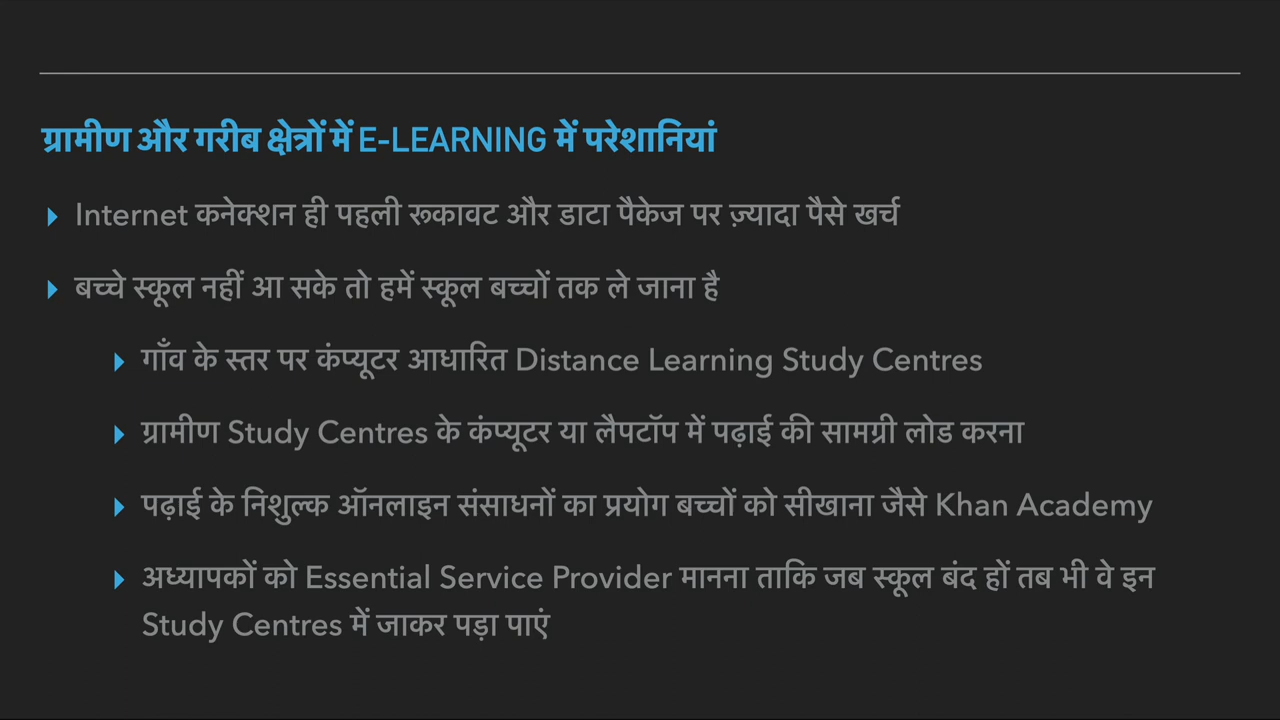 ग्रामीण और गरीब क्षेत्रों में E-LEARNING में परेशानियां
Internet कनेक्शन ही पहली रूकावट और डाटा पैकेज पर ज़्यादा पैसे खर्च
बच्चे स्कूल नहीं आ सके तो हमें स्कूल बच्चों तक ले जाना है
गाँव के स्तर पर कंप्यूटर आधारित Distance Learning Study Centres
ग्रामीण Study Centres के कंप्यूटर या लैपटॉप में पढ़ाई की सामग्री लोड करना
पढ़ाई के निशुल्क ऑनलाइन संसाधनों का प्रयोग बच्चों को सीखाना जैसे Khan Academy
अध्यापकों को Essential Service Provider मानना ताकि जब स्कूल बंद हों तब भी वे इन
Study Centres में जाकर पड़ा पाएं